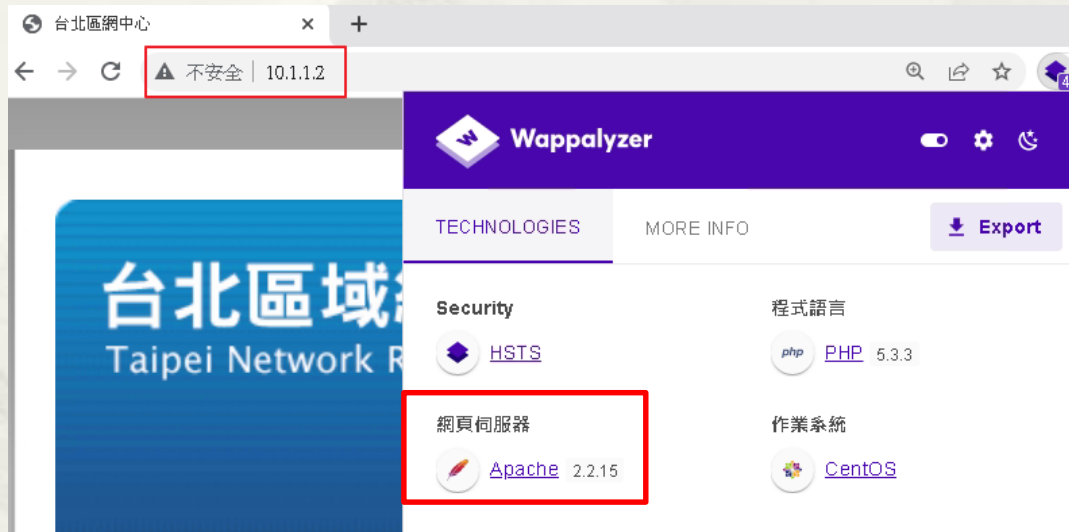 台北區網中心
不安全 10.1.1.2
4
Wappalyzer
TECHNOLOGIES MORE INFO Export
台北區域
Taipei Network R
Security 程式語言
HSTS php PHP 5.3.3
網頁伺服器 作業系統
Apache 2.2.15 CentOS